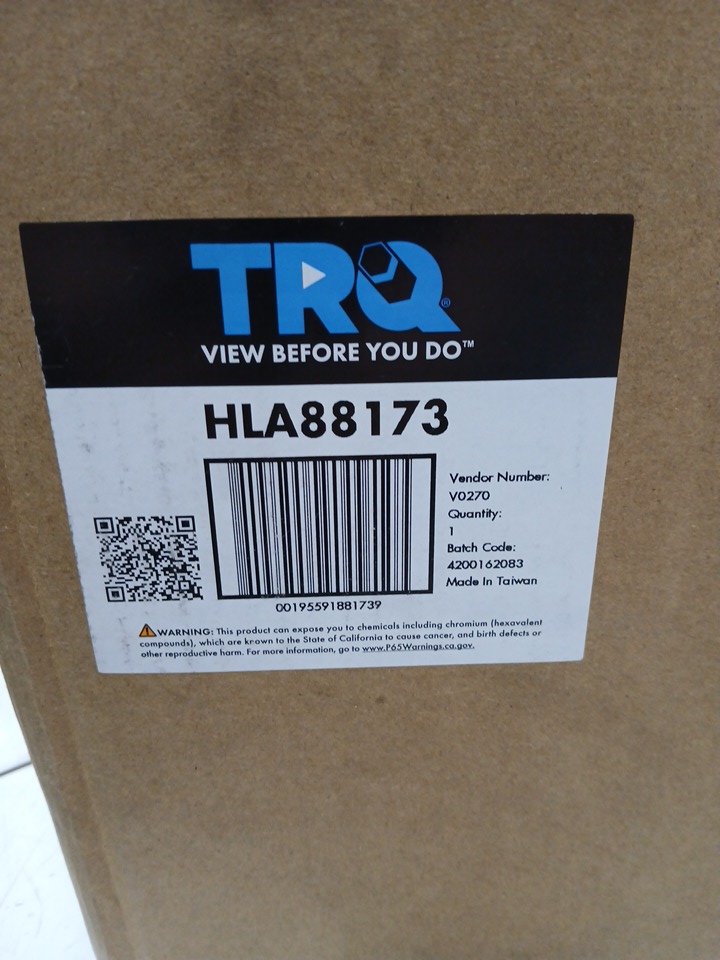 TRQ®
VIEW BEFORE YOU DO™
HLA88173
Vendor Number:
V0270
Quantity:
1
Batch Code:
4200162083
Made In Taiwan
00195591881739
WARNING: This product can expose you to chemicals including chromium (hexavalent
compounds), which are known to the State of California to cause cancer, and birth defects or
other reproductive harm. For more information, go to www.P65Warnings.ca.gov.